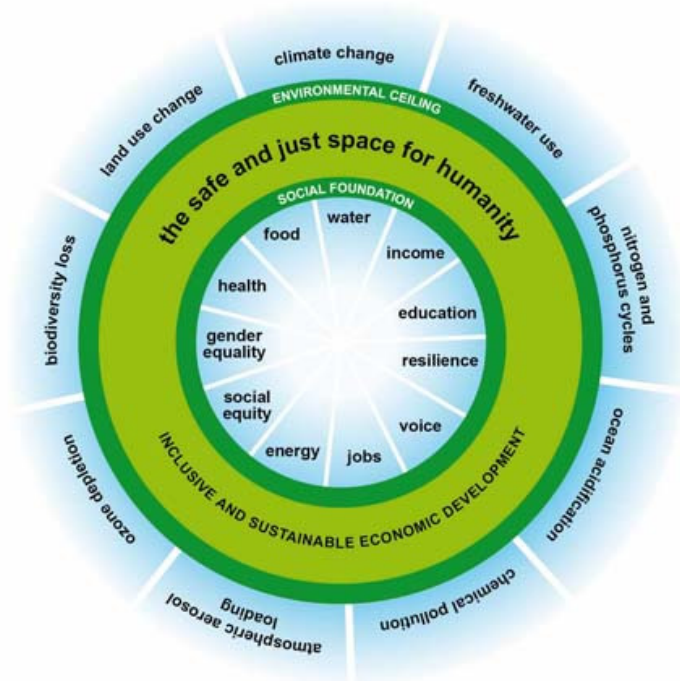 climate change
freshwater use
nitrogen and
phosphorus cycles
ocean acidification
chemical pollution
atmospheric aerosol
loading
ozone depletion
biodiversity loss
land use change
ENVIRONMENTAL CEILING
the safe and just space for humanity
SOCIAL FOUNDATION
water
income
education
resilience
voice
jobs
energy
social
equity
gender
equality
health
food
INCLUSIVE AND SUSTAINABLE ECONOMIC DEVELOPMENT